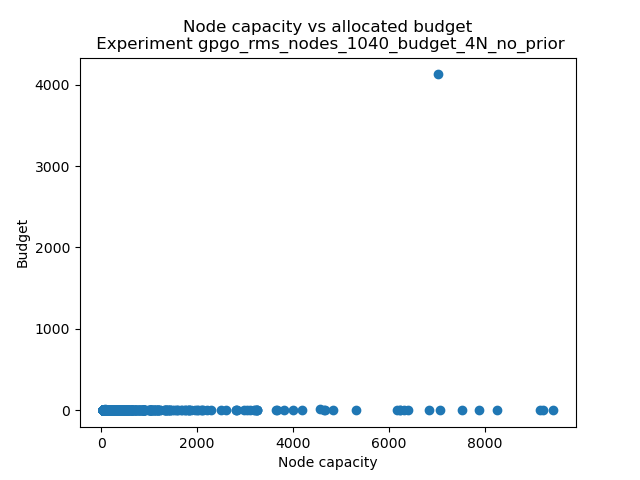 Node capacity vs allocated budget
Experiment gpgo_rms_nodes_1040_budget_4N_no_prior
4000
3000
2000
1000
0
Budget
0 2000 4000 6000 8000
Node capacity